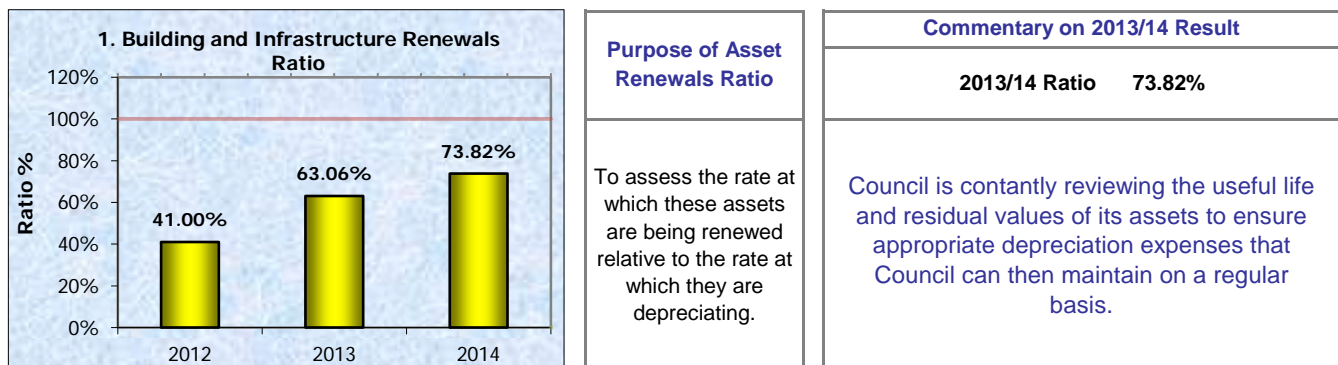 1. Building and Infrastructure Renewals
Ratio
120%
100%
80%
60%
40%
20%
0%
Ratio %
41.00%
63.06%
73.82%
2012
2013
2014
Purpose of Asset
Renewals Ratio
To assess the rate at
which these assets
are being renewed
relative to the rate at
which they are
depreciating.
Commentary on 2013/14 Result
2013/14 Ratio 73.82%
Council is contantly reviewing the useful life
and residual values of its assets to ensure
appropriate depreciation expenses that
Council can then maintain on a regular
basis.